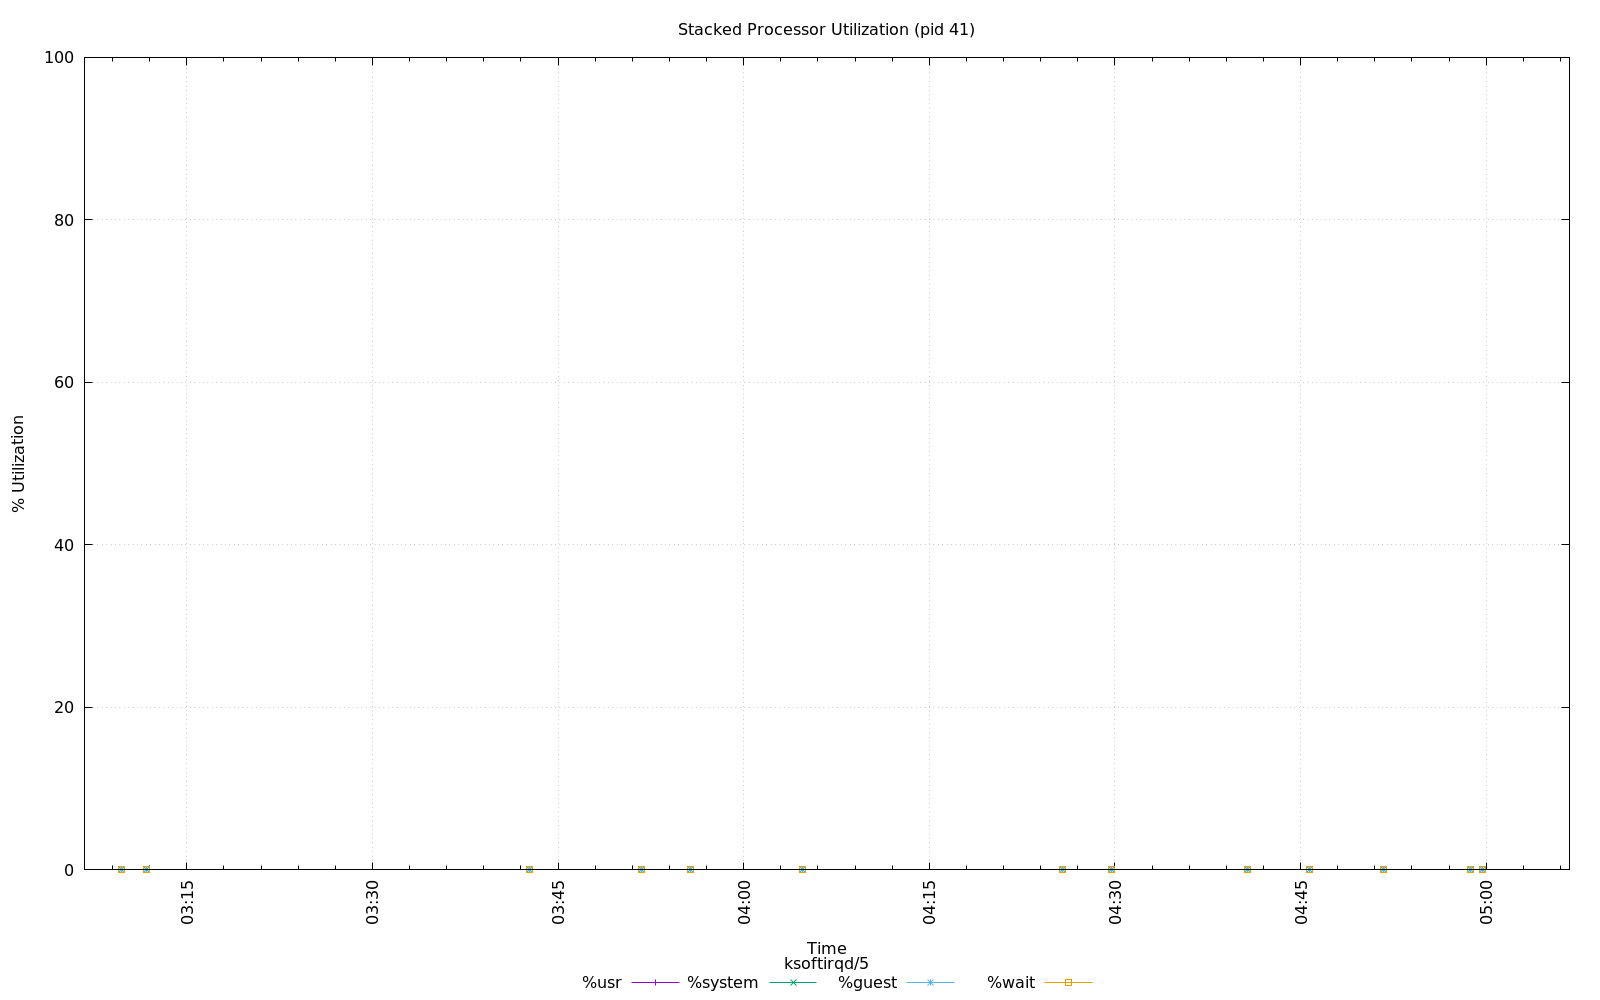 Stacked Processor Utilization (pid 41)
100
80
60
40
20
0
% Utilization
03:15
03:30
03:45
04:00
04:15
04:30
04:45
05:00
Time
ksoftirqd/5
%usr %system %guest %wait